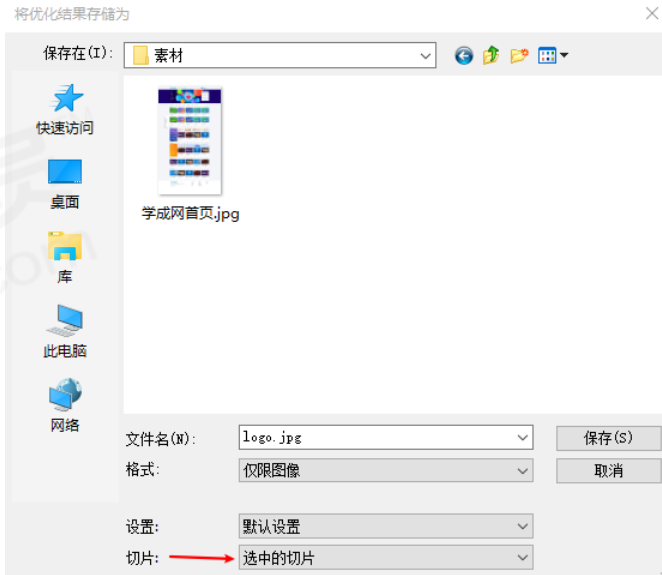 将优化结果存储为
保存在(I):
素材
快速访问
桌面
库
此电脑
网络
学成网首页.jpg
文件名(N):
logo.jpg
保存(S)
格式:
仅限图像
取消
设置:
默认设置
切片:
选中的切片